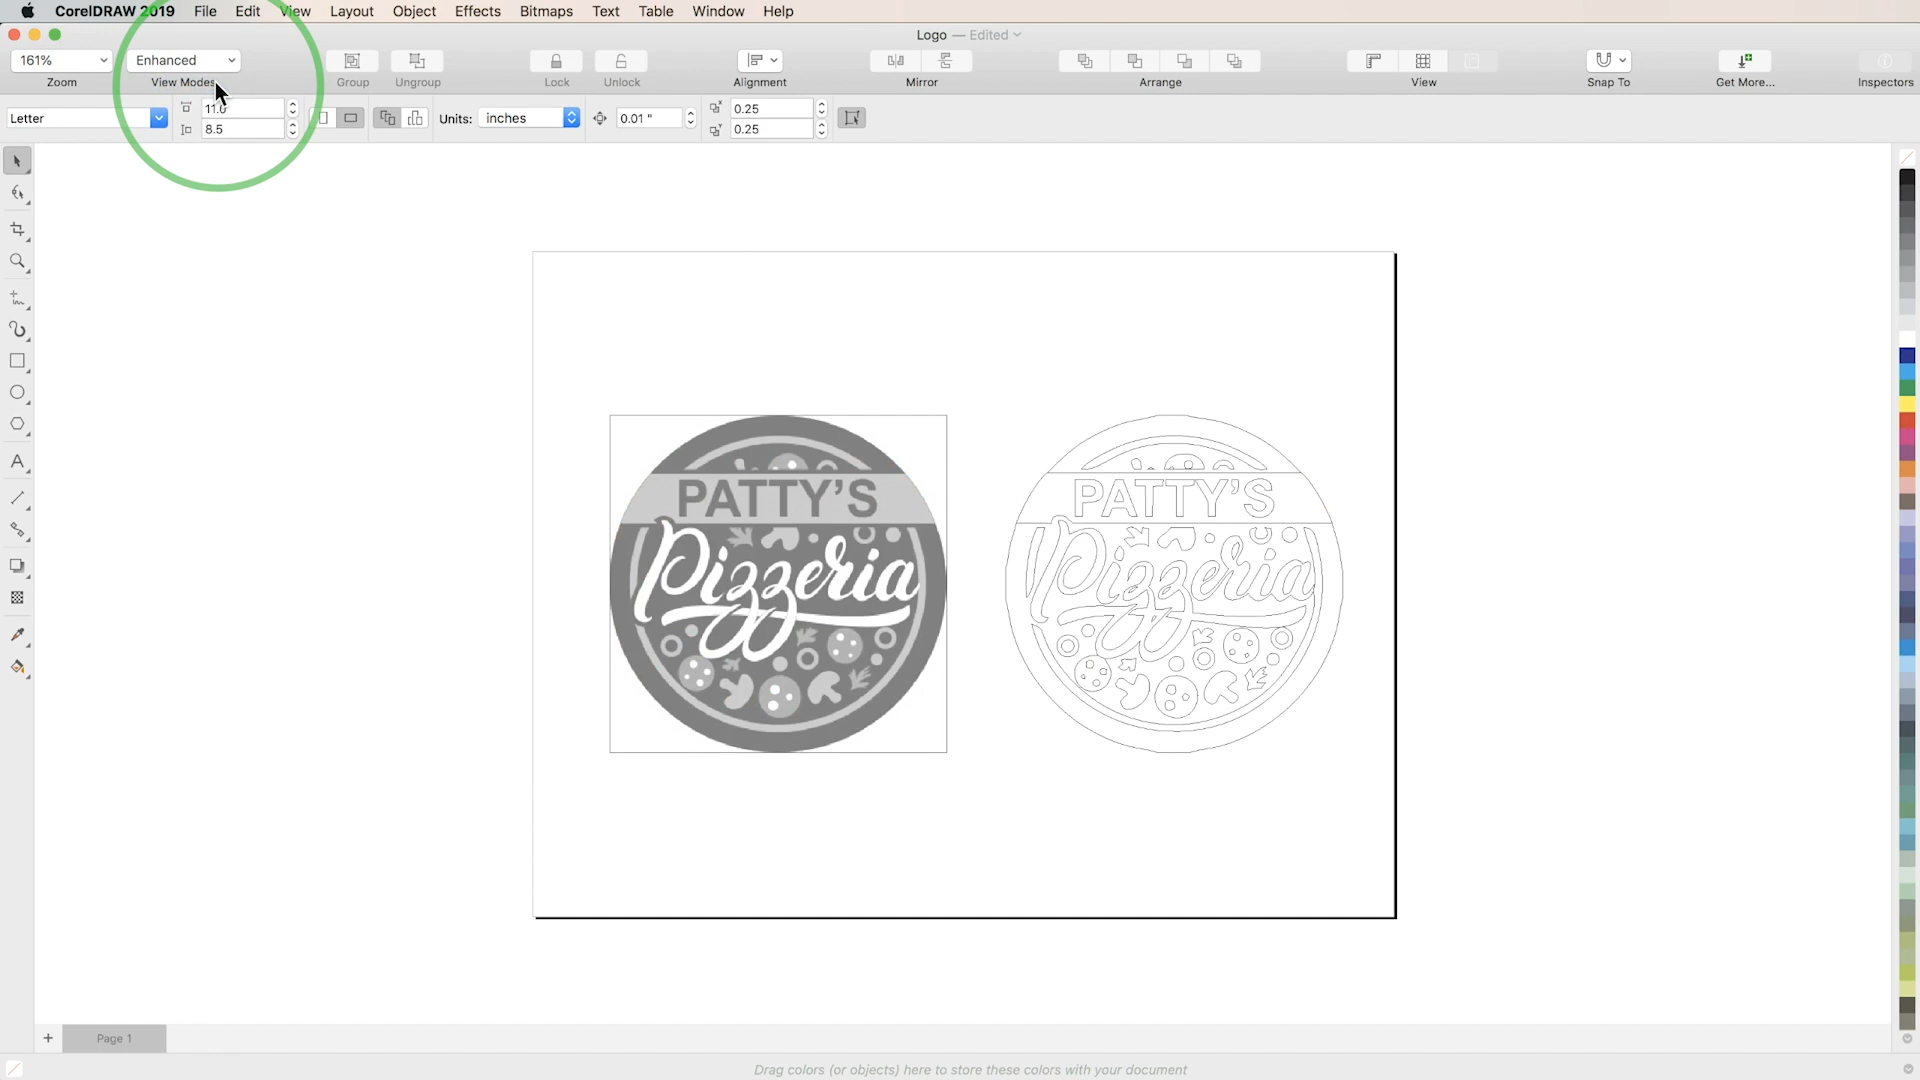 CorelDRAW 2019 File Edit View Layout Object Effects Bitmaps Text Table Window Help
Logo — Edited
161% Enhanced
Zoom View Modes Group Ungroup Lock Unlock Alignment Mirror Arrange View Snap To Get More... Inspectors
Letter 11.0 Units: inches 0.01 " 0.25
8.5 0.25
PATTY'S
Pizzeria
PATTY'S
Pizzeria
Page 1
Drag colors (or objects) here to store these colors with your document